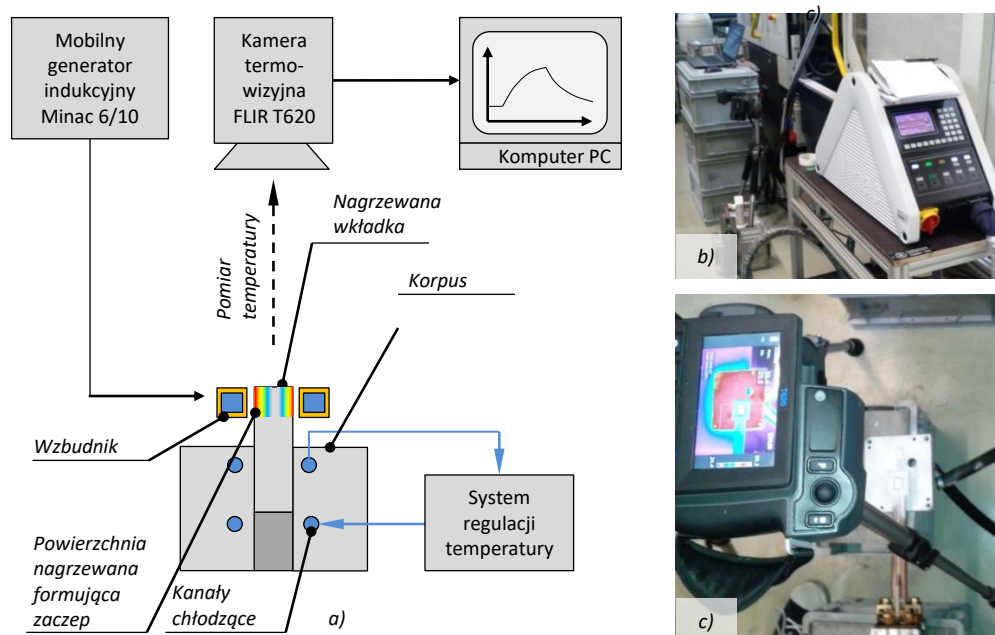 Mobilny
generator
indukcyjny
Minac 6/10
Kamera
termo-
wizyjna
FLIR T620
Komputer PC
Pomiar
temperatury
Nagrzewana
wkładka
Korpus
Wzbudnik
System
regulacji
temperatury
Powierzchnia
nagrzewana
formująca
zaczep
Kanały
chłodzące
a)
c)
b)
c)